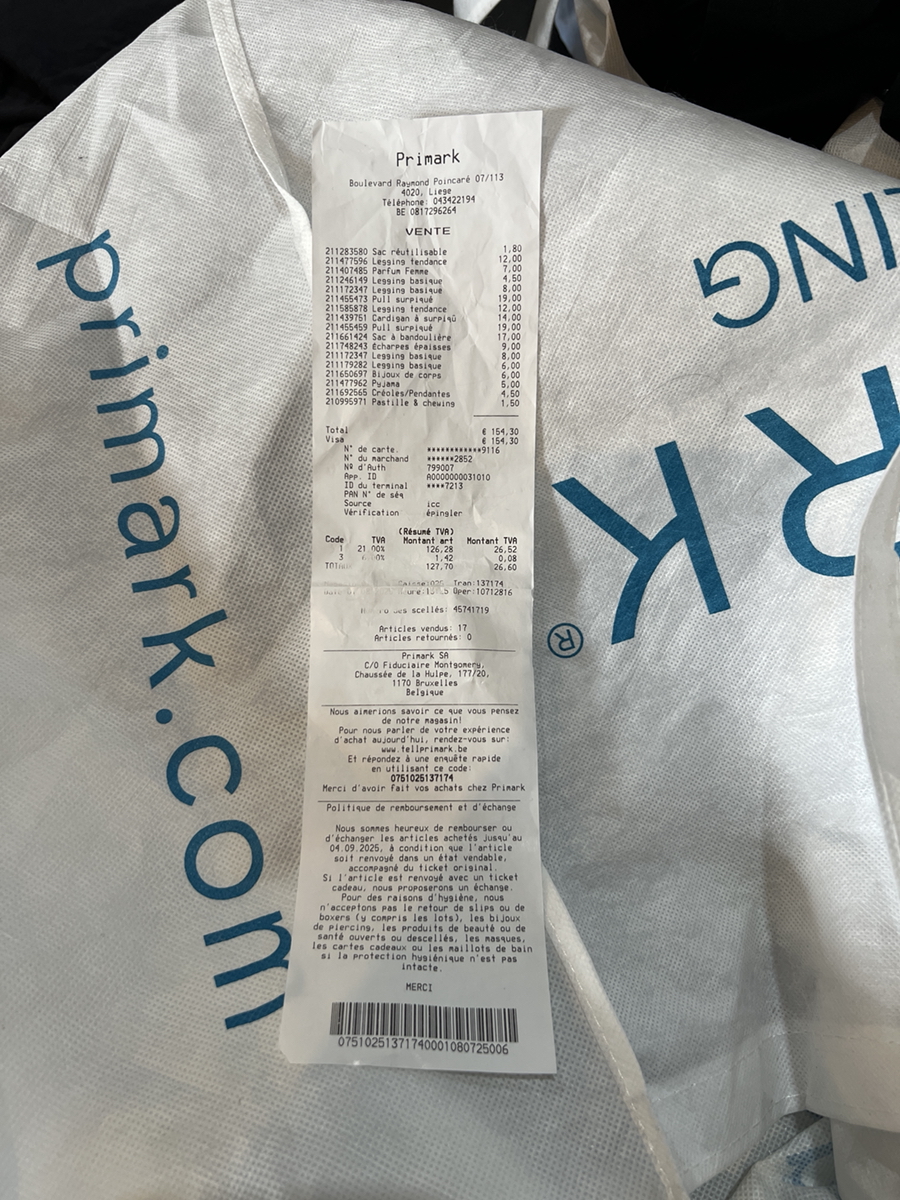 Primark
Boulevard Raymond Poincaré 07/113
4020, Liege
Téléphone: 043422194
BE 0817296264
VENTE
211283580 Sac réutilisable 1,80
211477596 Legging tendance 12,00
211407485 Parfum Femme 7,00
211246149 Legging basique 4,50
211172347 Legging basique 8,00
211455473 Pull surpiqué 19,00
211585878 Legging tendance 12,00
211439751 Cardigan à surpiqû 14,00
211455459 Pull surpiqué 19,00
211661424 Sac à bandoulière 17,00
211748243 Écharpes épaisses 9,00
211172347 Legging basique 8,00
211179282 Legging basique 6,00
211650697 Bijoux de corps 6,00
211477962 Pyjama 5,00
211692565 Créoles/Pendantes 4,50
210995971 Pastille & chewing 1,50
Total € 154,30
Visa € 154,30
N° de carte. ************9116
N° du marchand ******2852
Nº d'Auth 799007
App. ID A0000000031010
ID du terminal ****7213
PAN N° de séq
Source icc
Vérification épingler
(Résumé TVA)
Code TVA Montant art Montant TVA
1 21,00% 126,28 26,52
3 126,28 1,42 0,08
TOTAL 127,70 26,60
Tran:137174
Oper:10712816
des scellés: 45741719
Articles vendus: 17
Articles retournés: 0
Primark SA
C/O Fiduciaire Montgomery,
Chaussée de la Hulpe, 177/20,
1170 Bruxelles
Belgique
Nous aimerions savoir ce que vous pensez
de notre magasin!
Pour nous parler de votre expérience
d'achat aujourd'hui, rendez-vous sur:
www.tellprimark.be
Et répondez à une enquête rapide
en utilisant ce code:
0751025137174
Merci d'avoir fait vos achats chez Primark
Politique de remboursement et d'échange
Nous sommes heureux de rembourser ou
d'échanger les articles achetés jusqu'au
04.09.2025, à condition que l'article
soit renvoyé dans un état vendable,
accompagné du ticket original.
Si l'article est renvoyé avec un ticket
cadeau, nous proposerons un échange.
Pour des raisons d'hygiène, nous
n'acceptons pas le retour de slips ou de
boxers (y compris les lots), les bijoux
de piercing, les produits de beauté ou de
santé ouverts ou descellés, les masques,
les cartes cadeaux ou les maillots de bain
si la protection hygiénique n'est pas
intacte.
MERCI
07510251371740001080725006
primark.com
ING
RK®